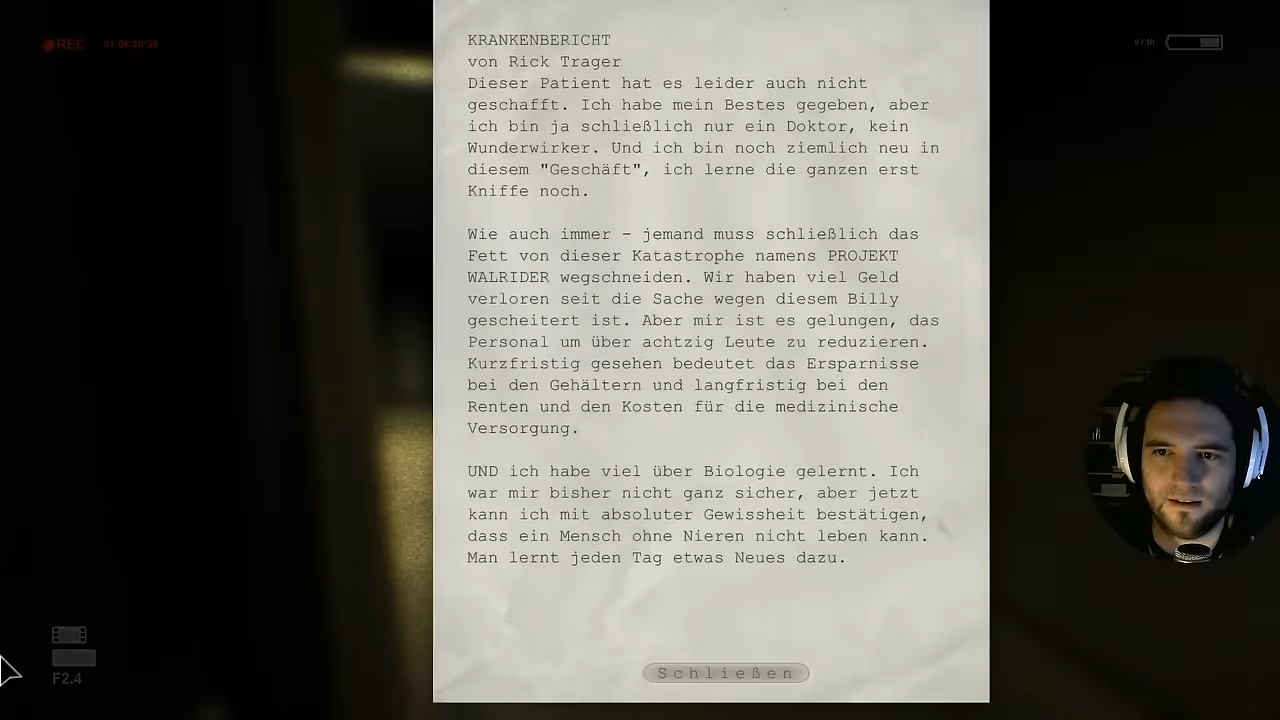 REC
KRANKENBERICHT
von Rick Trager
Dieser Patient hat es leider auch nicht
geschafft. Ich habe mein Bestes gegeben, aber
ich bin ja schließlich nur ein Doktor, kein
Wunderwirker. Und ich bin noch ziemlich neu in
diesem "Geschäft", ich lerne die ganzen erst
Kniffe noch.
Wie auch immer – jemand muss schließlich das
Fett von dieser Katastrophe namens PROJEKT
WALRIDER wegschneiden. Wir haben viel Geld
verloren seit die Sache wegen diesem Billy
gescheitert ist. Aber mir ist es gelungen, das
Personal um über achtzig Leute zu reduzieren.
Kurzfristig gesehen bedeutet das Ersparnisse
bei den Gehältern und langfristig bei den
Renten und den Kosten für die medizinische
Versorgung.
UND ich habe viel über Biologie gelernt. Ich
war mir bisher nicht ganz sicher, aber jetzt
kann ich mit absoluter Gewissheit bestätigen,
dass ein Mensch ohne Nieren nicht leben kann.
Man lernt jeden Tag etwas Neues dazu.
Schließen
F2.4